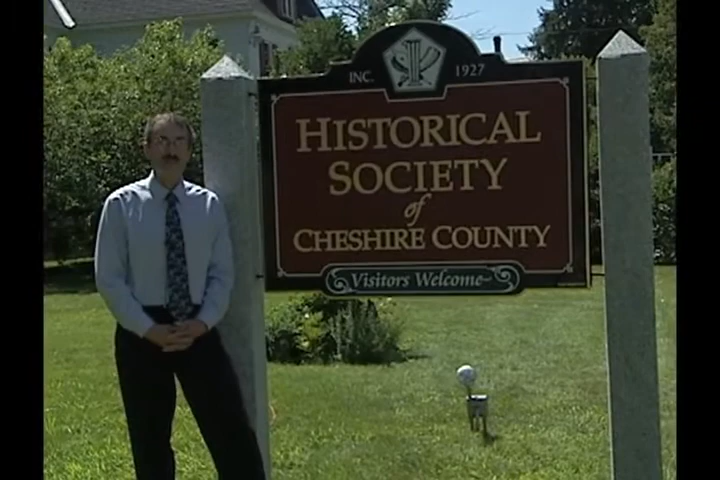 INC. 1927
HISTORICAL
SOCIETY
of
CHESHIRE COUNTY
Visitors Welcome